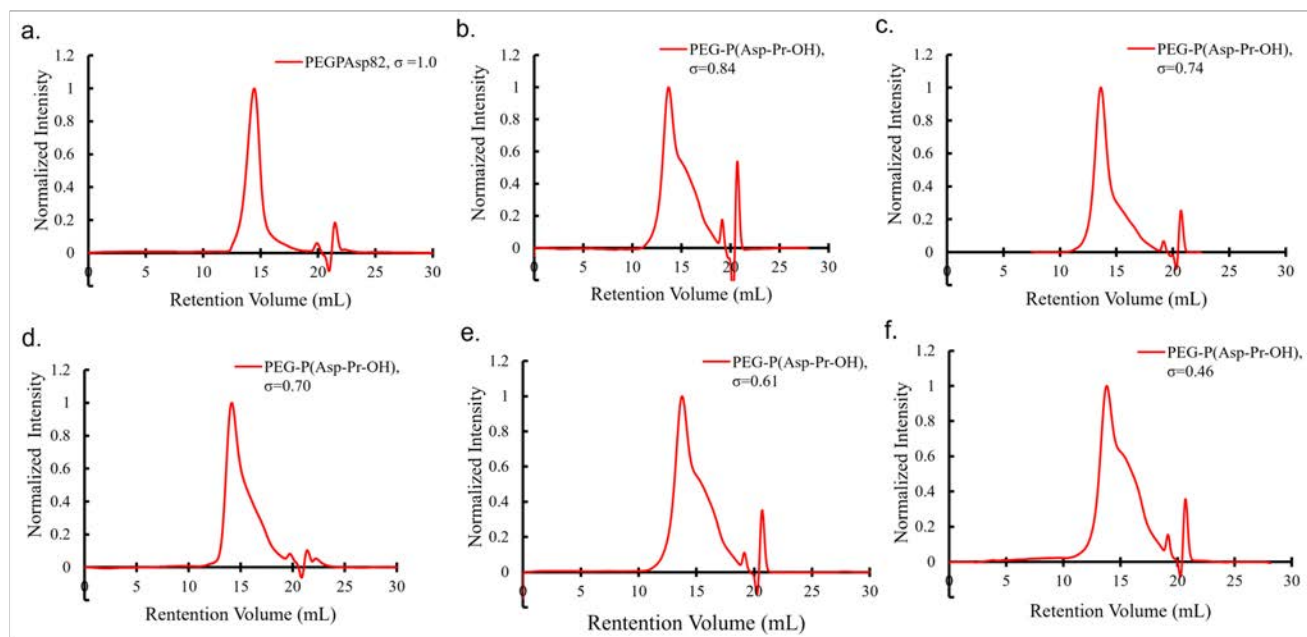 a.
PEGPAsp82, σ =1.0
Normalized Intenisty
1.2
1
0.8
0.6
0.4
0.2
0
0 5 10 15 20 25 30
Retention Volume (mL)
b.
PEG-P(Asp-Pr-OH),
σ=0.84
Normaized Intensity
1.2
1
0.8
0.6
0.4
0.2
0
0 5 10 15 20 25 30
Retention Volume (mL)
c.
PEG-P(Asp-Pr-OH),
σ=0.74
Normalized Intensity
1.2
1
0.8
0.6
0.4
0.2
0
0 5 10 15 20 25 30
Retention Volume (mL)
d.
PEG-P(Asp-Pr-OH),
σ=0.70
Normalized Intensity
1.2
1
0.8
0.6
0.4
0.2
0
0 5 10 15 20 25 30
Rentention Volume (mL)
e.
PEG-P(Asp-Pr-OH),
σ=0.61
Normalized Intensity
1.2
1
0.8
0.6
0.4
0.2
0
0 5 10 15 20 25 30
Rentention Volume (mL)
f.
PEG-P(Asp-Pr-OH),
σ=0.46
Normalized Intensity
1.2
1
0.8
0.6
0.4
0.2
0
0 5 10 15 20 25 30
Retention Volume (mL)